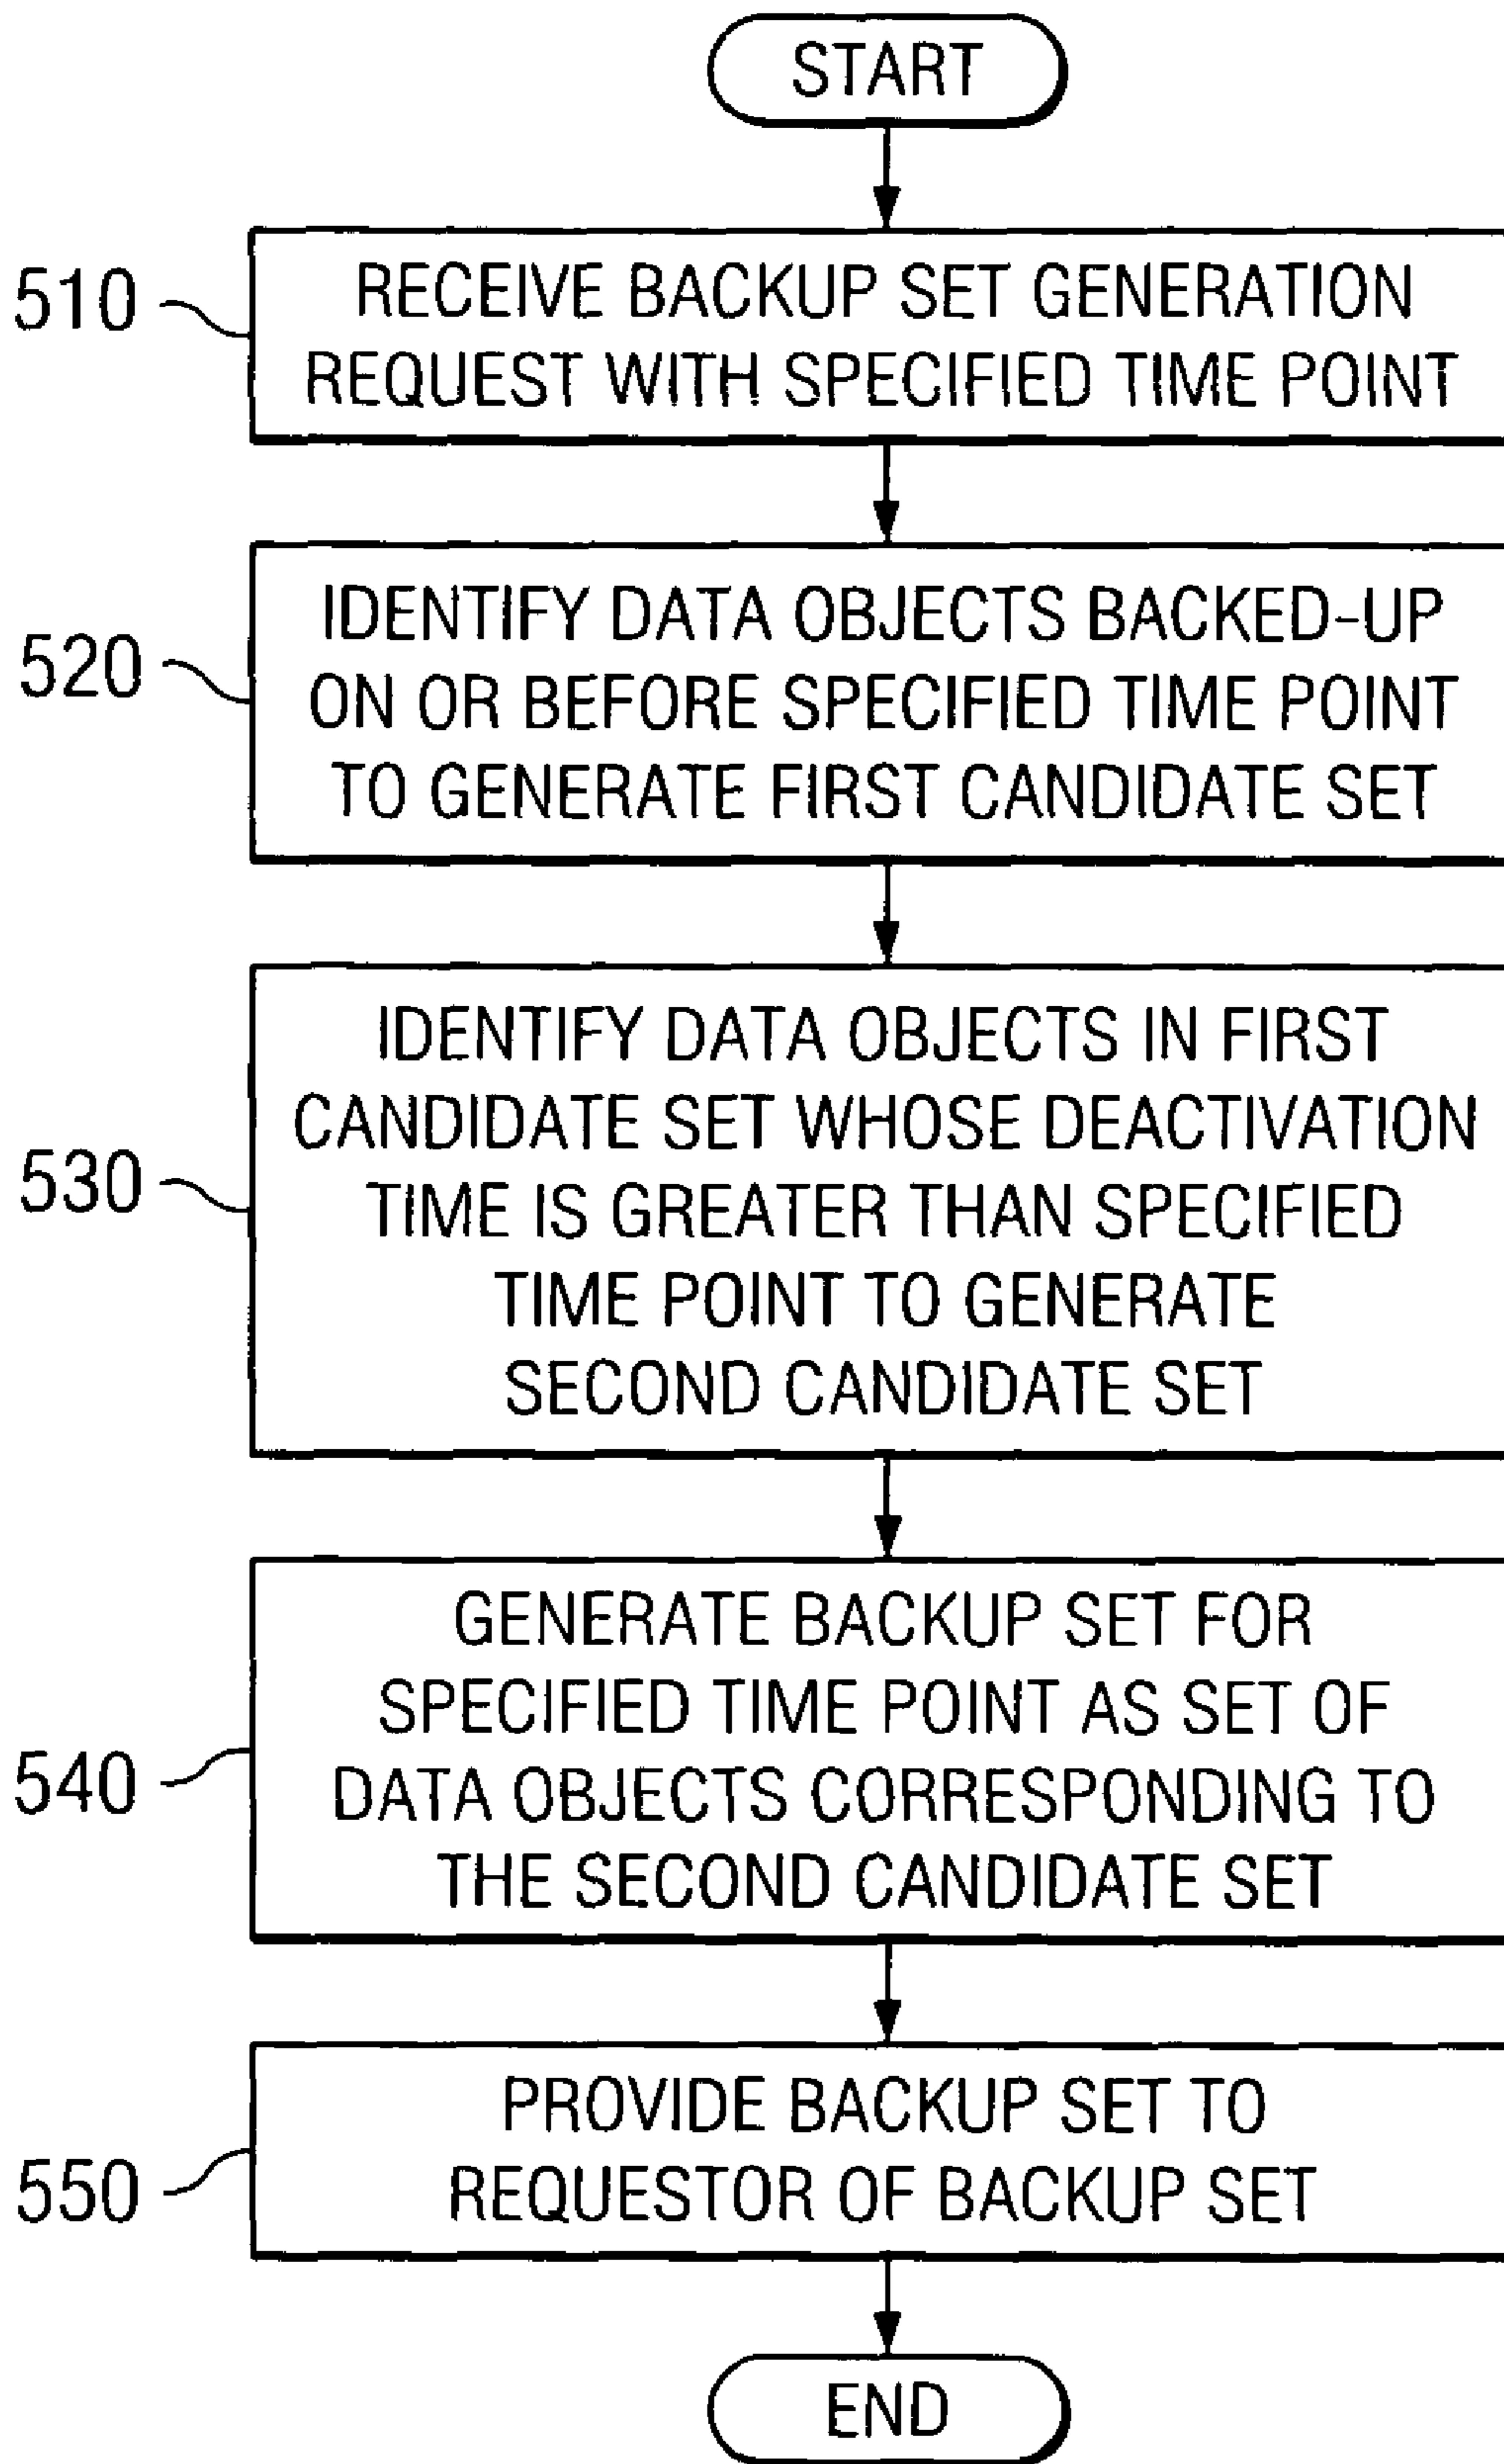 START
510
RECEIVE BACKUP SET GENERATION
REQUEST WITH SPECIFIED TIME POINT
520
IDENTIFY DATA OBJECTS BACKED-UP
ON OR BEFORE SPECIFIED TIME POINT
TO GENERATE FIRST CANDIDATE SET
530
IDENTIFY DATA OBJECTS IN FIRST
CANDIDATE SET WHOSE DEACTIVATION
TIME IS GREATER THAN SPECIFIED
TIME POINT TO GENERATE
SECOND CANDIDATE SET
540
GENERATE BACKUP SET FOR
SPECIFIED TIME POINT AS SET OF
DATA OBJECTS CORRESPONDING TO
THE SECOND CANDIDATE SET
550
PROVIDE BACKUP SET TO
REQUESTOR OF BACKUP SET
END